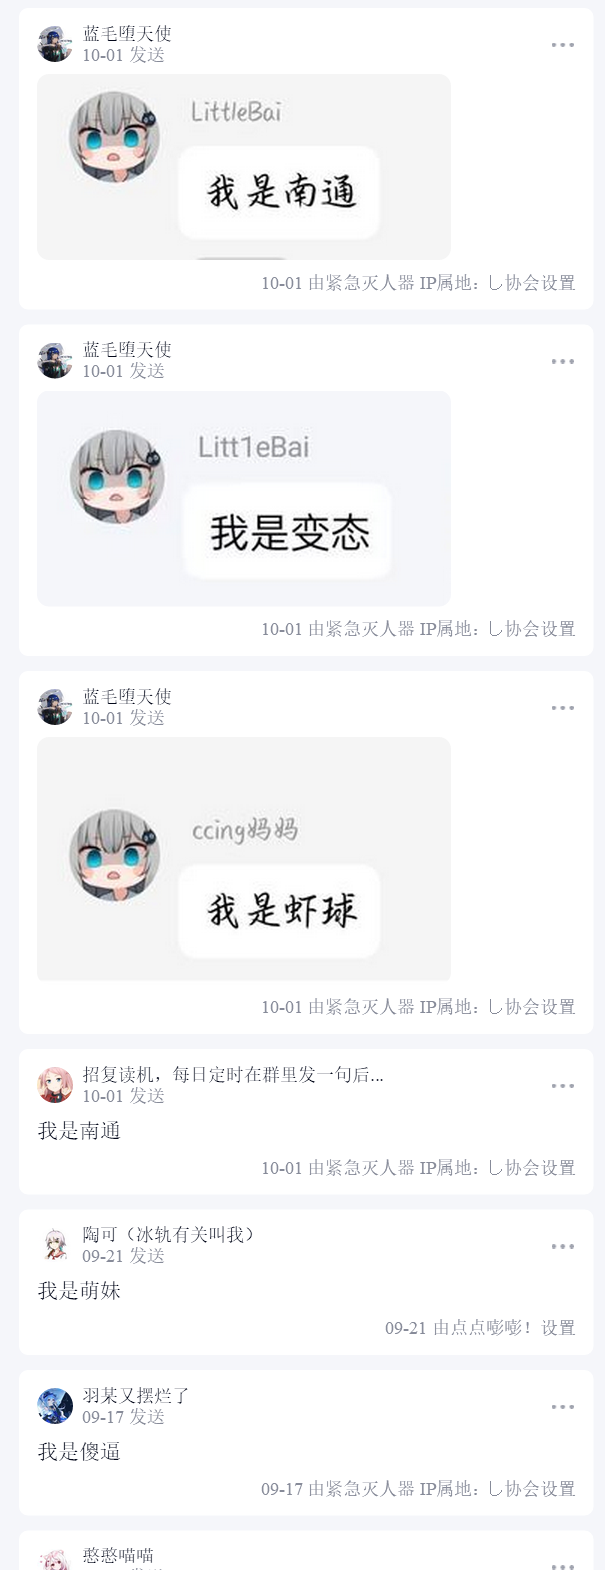 蓝毛堕天使
10-01 发送
LittleBai
我是南通
10-01 由紧急灭人器 IP属地：乚协会设置
蓝毛堕天使
10-01 发送
Litt1eBai
我是变态
10-01 由紧急灭人器 IP属地：乚协会设置
蓝毛堕天使
10-01 发送
ccing妈妈
我是虾球
10-01 由紧急灭人器 IP属地：乚协会设置
招复读机，每日定时在群里发一句后...
10-01 发送
我是南通
10-01 由紧急灭人器 IP属地：乚协会设置
陶可（冰轨有关叫我）
09-21 发送
我是萌妹
09-21 由点点嘭嘭！设置
羽某又摆烂了
09-17 发送
我是傻逼
09-17 由紧急灭人器 IP属地：乚协会设置
憨憨喵喵